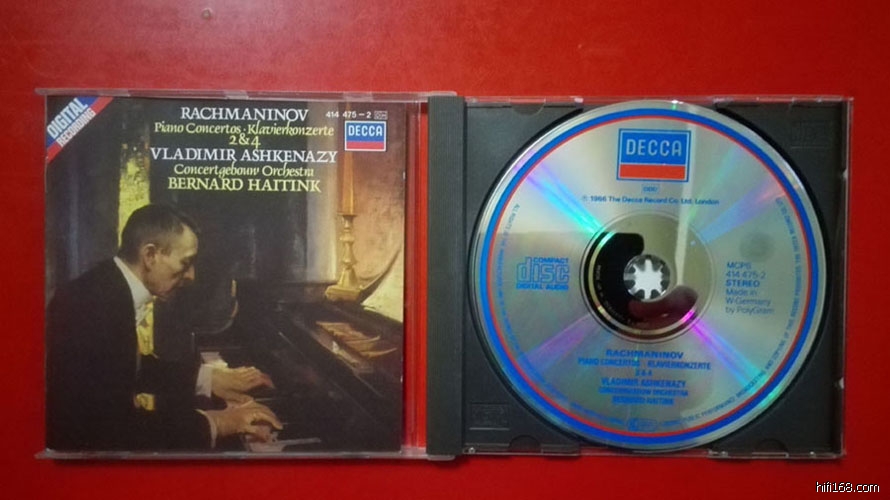 DIGITAL
RECORDING
RACHMANINOV
414 475-2
Piano Concertos · Klavierkonzerte
2 & 4
DECCA
VLADIMIR ASHKENAZY
Concertgebouw Orchestra
BERNARD HAITINK
DECCA
DDD
℗ 1986 The Decca Record Co. Ltd. London
COMPACT
disc
DIGITAL AUDIO
MCPS
414 475-2
STEREO
Made in
W-Germany
by PolyGram
RACHMANINOV
PIANO CONCERTOS · KLAVIERKONZERTE
2 & 4
VLADIMIR ASHKENAZY
CONCERTGEBOUW ORCHESTRA
BERNARD HAITINK
hifi168.com